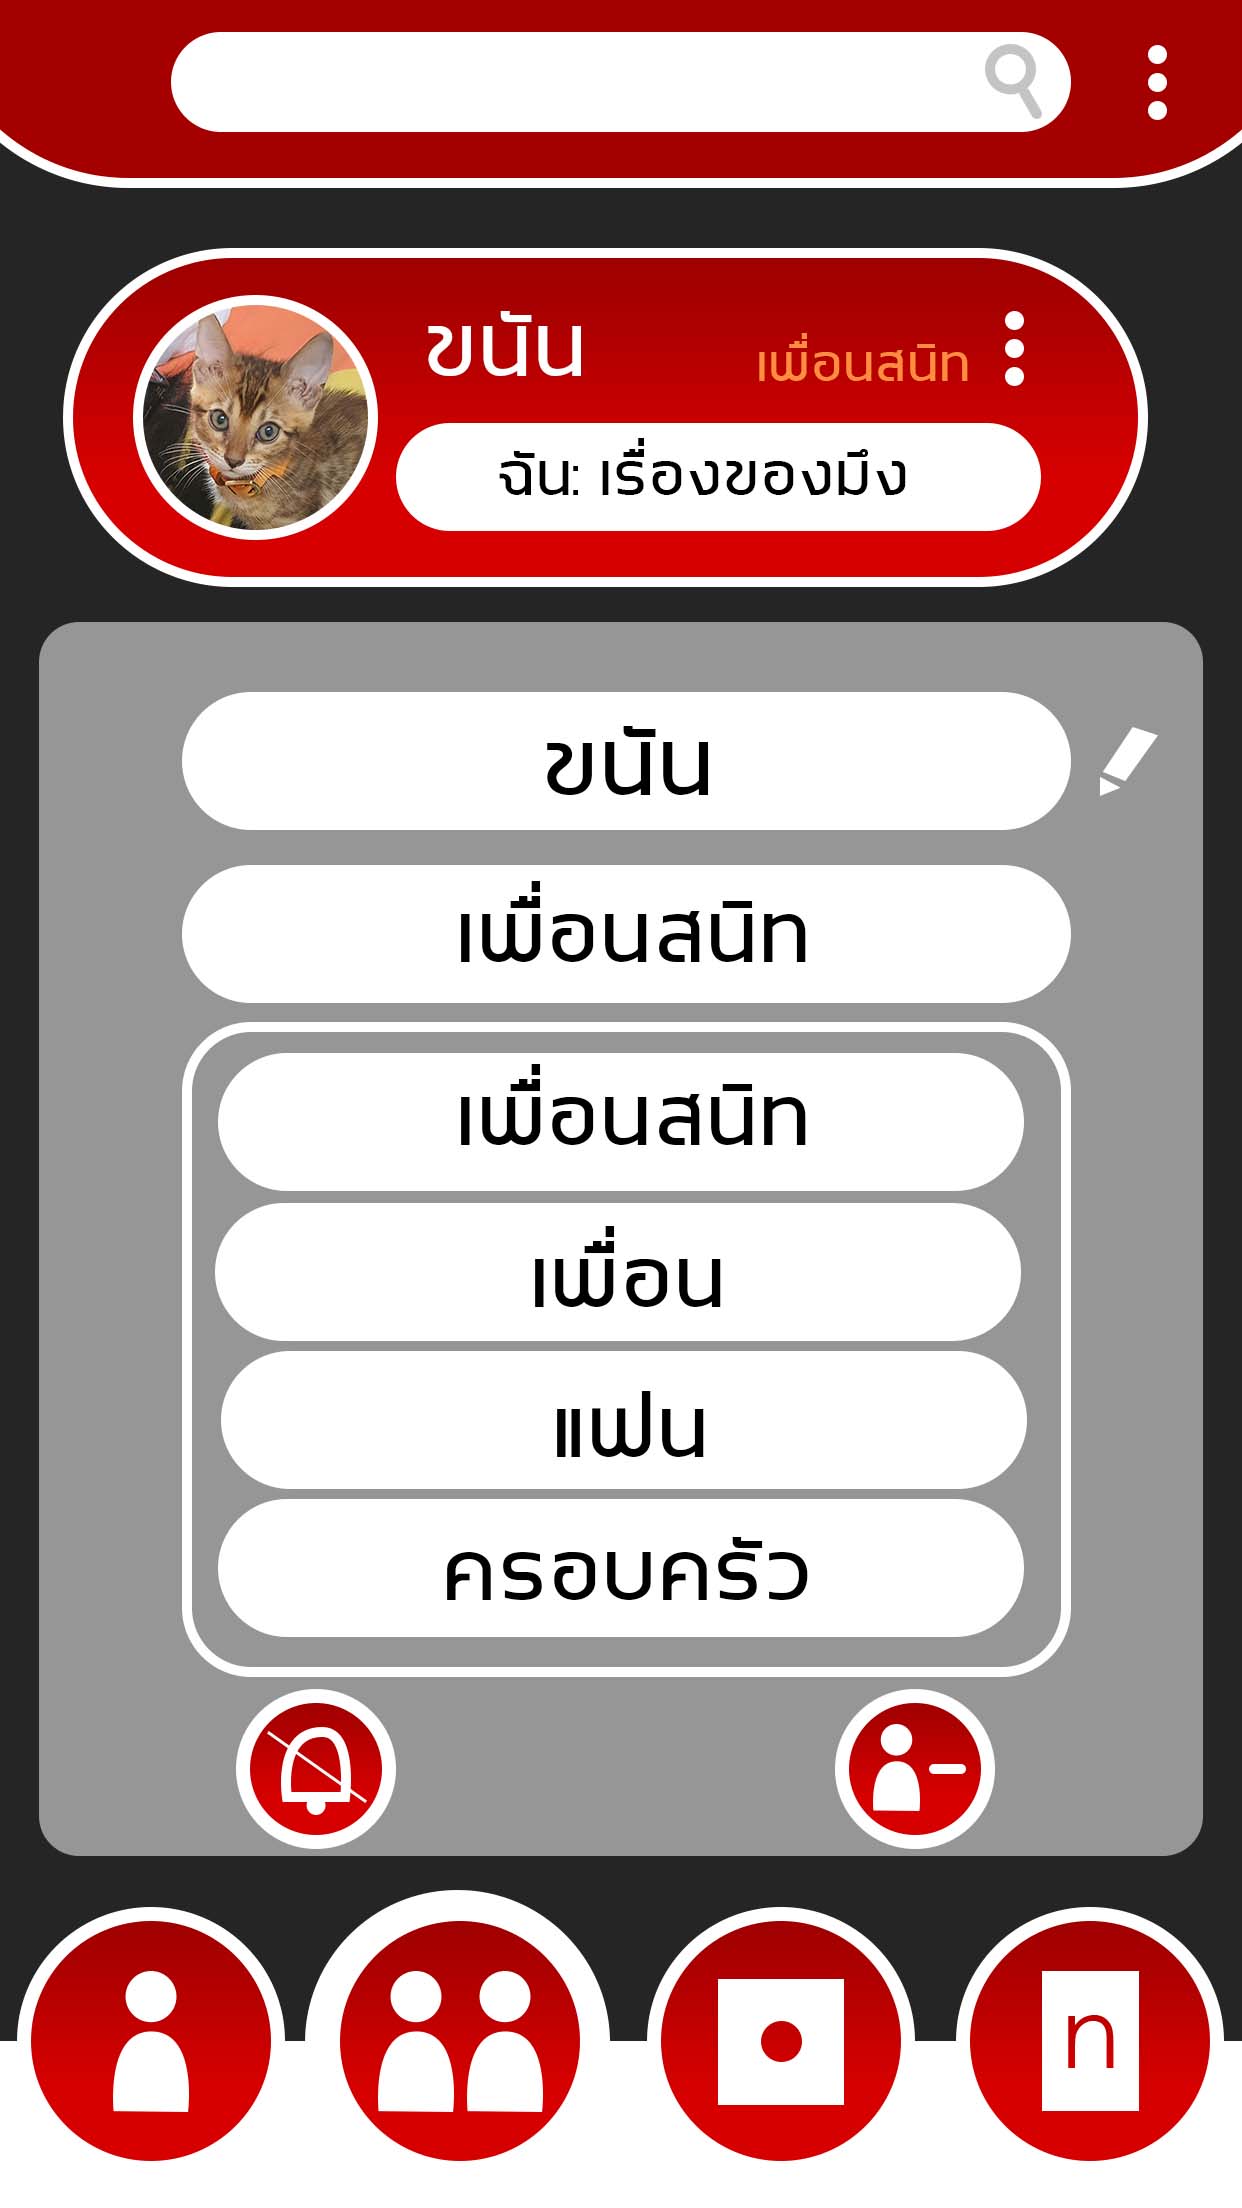 ขนัน
เพื่อนสนิท
ฉัน: เรื่องของมึง
ขนัน
เพื่อนสนิท
เพื่อนสนิท
เพื่อน
แฟน
ครอบครัว
ก